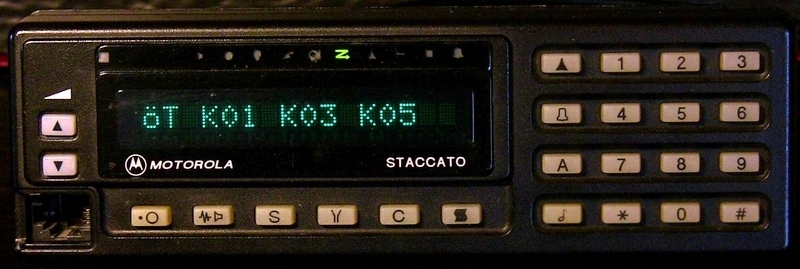 öT K01 K03 K05
MOTOROLA STACCATO
S Y C
1 2 3
4 5 6
A 7 8 9
* 0 #